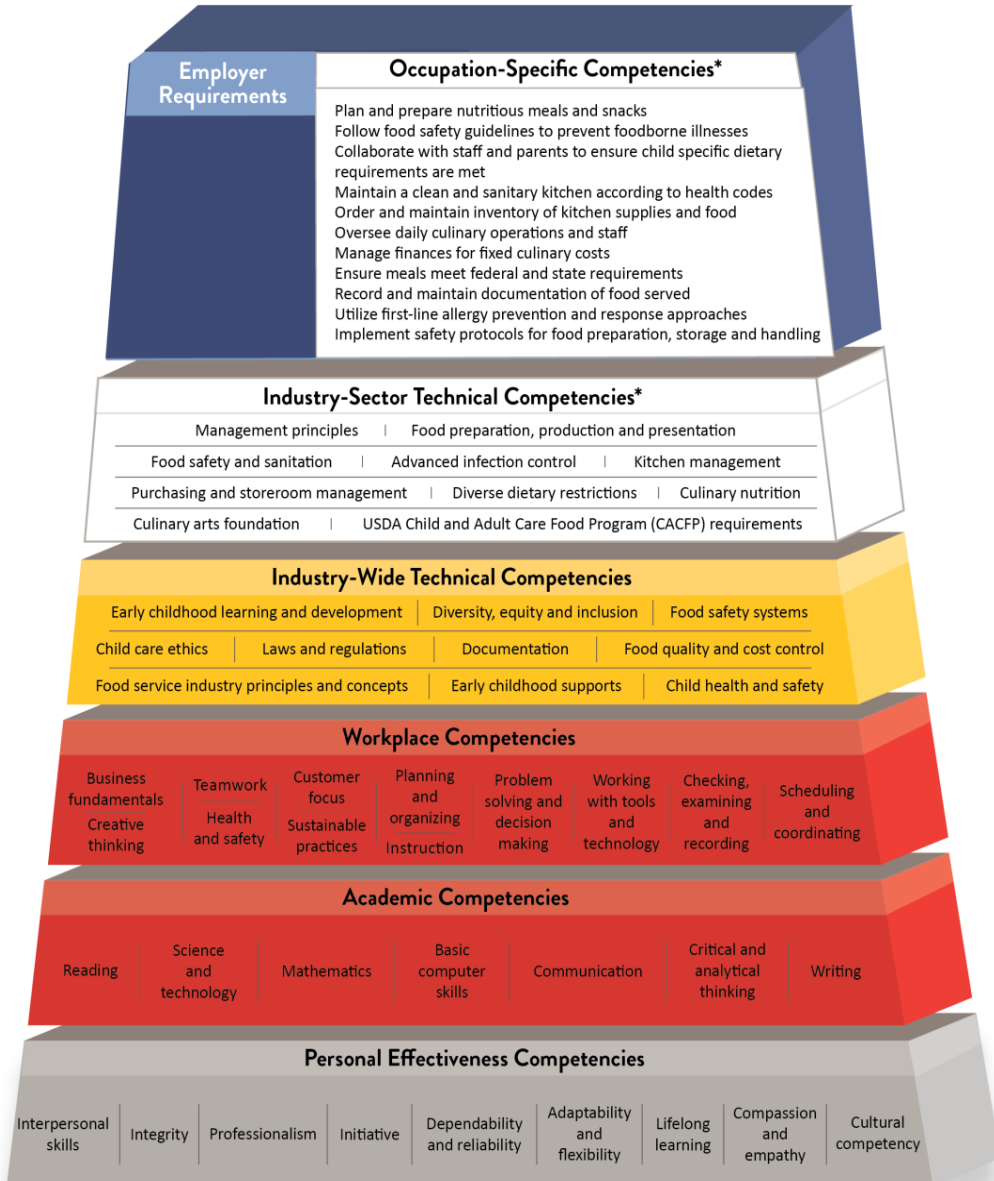 Employer
Requirements
Occupation-Specific Competencies*
Plan and prepare nutritious meals and snacks
Follow food safety guidelines to prevent foodborne illnesses
Collaborate with staff and parents to ensure child specific dietary
requirements are met
Maintain a clean and sanitary kitchen according to health codes
Order and maintain inventory of kitchen supplies and food
Oversee daily culinary operations and staff
Manage finances for fixed culinary costs
Ensure meals meet federal and state requirements
Record and maintain documentation of food served
Utilize first-line allergy prevention and response approaches
Implement safety protocols for food preparation, storage and handling
Industry-Sector Technical Competencies*
Management principles | Food preparation, production and presentation
Food safety and sanitation | Advanced infection control | Kitchen management
Purchasing and storeroom management | Diverse dietary restrictions | Culinary nutrition
Culinary arts foundation | USDA Child and Adult Care Food Program (CACFP) requirements
Industry-Wide Technical Competencies
Early childhood learning and development | Diversity, equity and inclusion | Food safety systems
Child care ethics | Laws and regulations | Documentation | Food quality and cost control
Food service industry principles and concepts | Early childhood supports | Child health and safety
Workplace Competencies
Business
fundamentals
Creative
thinking
Teamwork
Health
and safety
Customer
focus
Sustainable
practices
Planning
and
organizing
Instruction
Problem
solving and
decision
making
Working
with tools
and
technology
Checking,
examining
and
recording
Scheduling
and
coordinating
Academic Competencies
Reading
Science
and
technology
Mathematics
Basic
computer
skills
Communication
Critical and
analytical
thinking
Writing
Personal Effectiveness Competencies
Interpersonal
skills
Integrity
Professionalism
Initiative
Dependability
and reliability
Adaptability
and
flexibility
Lifelong
learning
Compassion
and
empathy
Cultural
competency